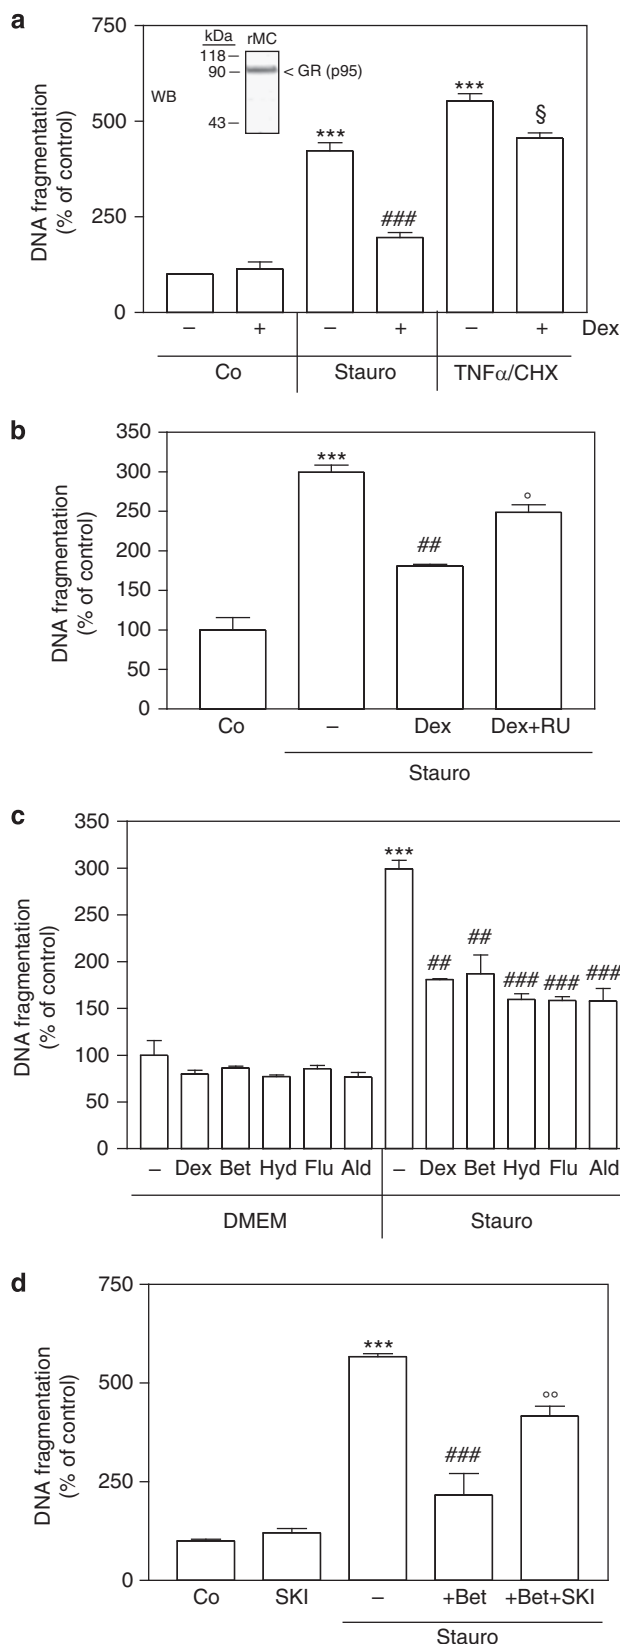 a
DNA fragmentation
(% of control)
750
500
250
0
kDa
rMC
118
90
43
WB
< GR (p95)
***
###
***
§
– + – + – + Dex
Co Stauro TNFα/CHX
b
DNA fragmentation
(% of control)
350
300
250
200
150
100
50
0
***
##
°
Co – Dex Dex+RU
Stauro
c
DNA fragmentation
(% of control)
350
300
250
200
150
100
50
0
***
##
##
###
###
###
– Dex Bet Hyd Flu Ald – Dex Bet Hyd Flu Ald
DMEM Stauro
d
DNA fragmentation
(% of control)
750
500
250
0
***
###
°°
Co SKI – +Bet +Bet+SKI
Stauro